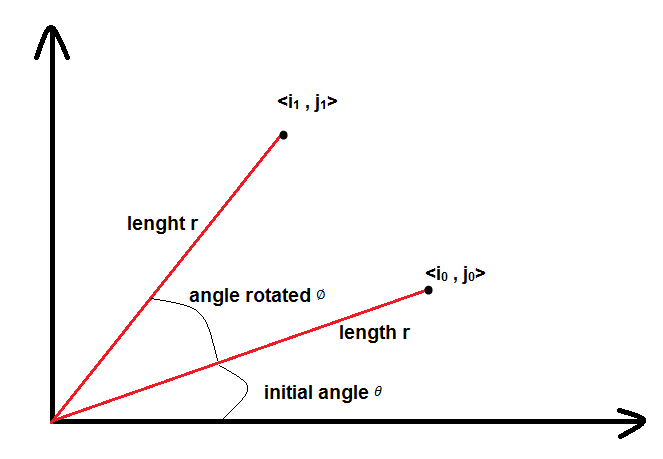 <i₁ , j₁>
lenght r
<i₀ , j₀>
angle rotated ∅
length r
initial angle θ